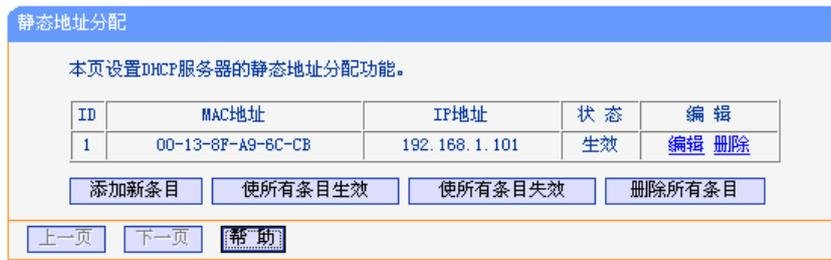 静态地址分配
本页设置DHCP服务器的静态地址分配功能。
ID MAC地址 IP地址 状 态 编 辑
1 00-13-8F-A9-6C-CB 192.168.1.101 生效 编辑 删除
添加新条目 使所有条目生效 使所有条目失效 删除所有条目
上一页 下一页 帮 助